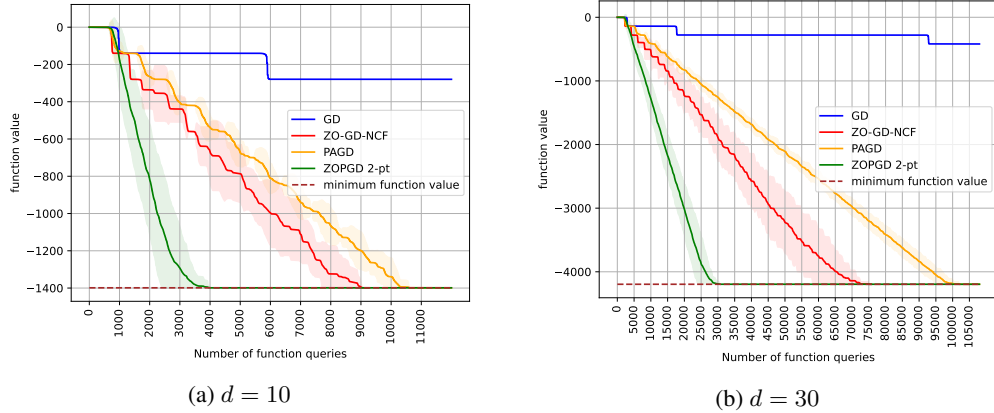 0
−200
−400
−600
−800
−1000
−1200
−1400
function value
0
1000
2000
3000
4000
5000
6000
7000
8000
9000
10000
11000
Number of function queries
GD
ZO-GD-NCF
PAGD
ZOPGD 2-pt
minimum function value
(a) d = 10
0
−1000
−2000
−3000
−4000
function value
0
5000
10000
15000
20000
25000
30000
35000
40000
45000
50000
55000
60000
65000
70000
75000
80000
85000
90000
95000
100000
105000
Number of function queries
GD
ZO-GD-NCF
PAGD
ZOPGD 2-pt
minimum function value
(b) d = 30